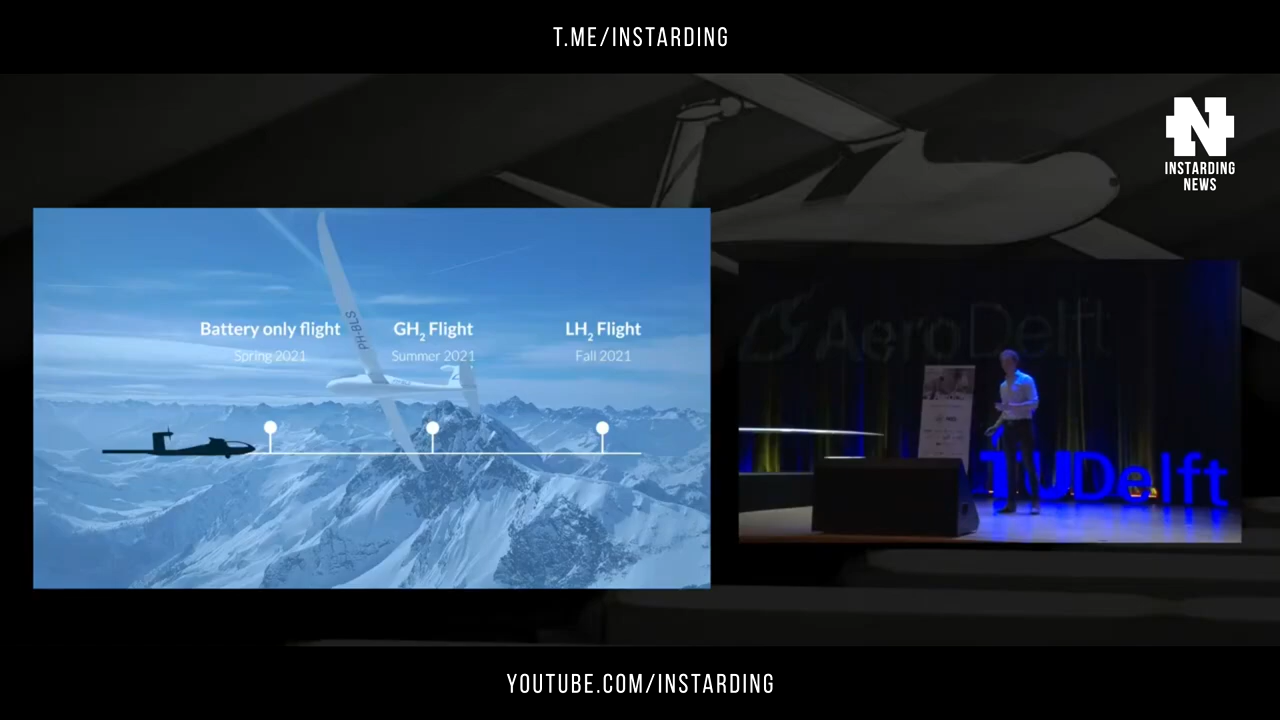 T.ME/INSTARDING
N
INSTARDING
NEWS
Battery only flight
Spring 2021
GH2 Flight
Summer 2021
LH2 Flight
Fall 2021
PH-BLS
AeroDelft
TUDelft
YOUTUBE.COM/INSTARDING